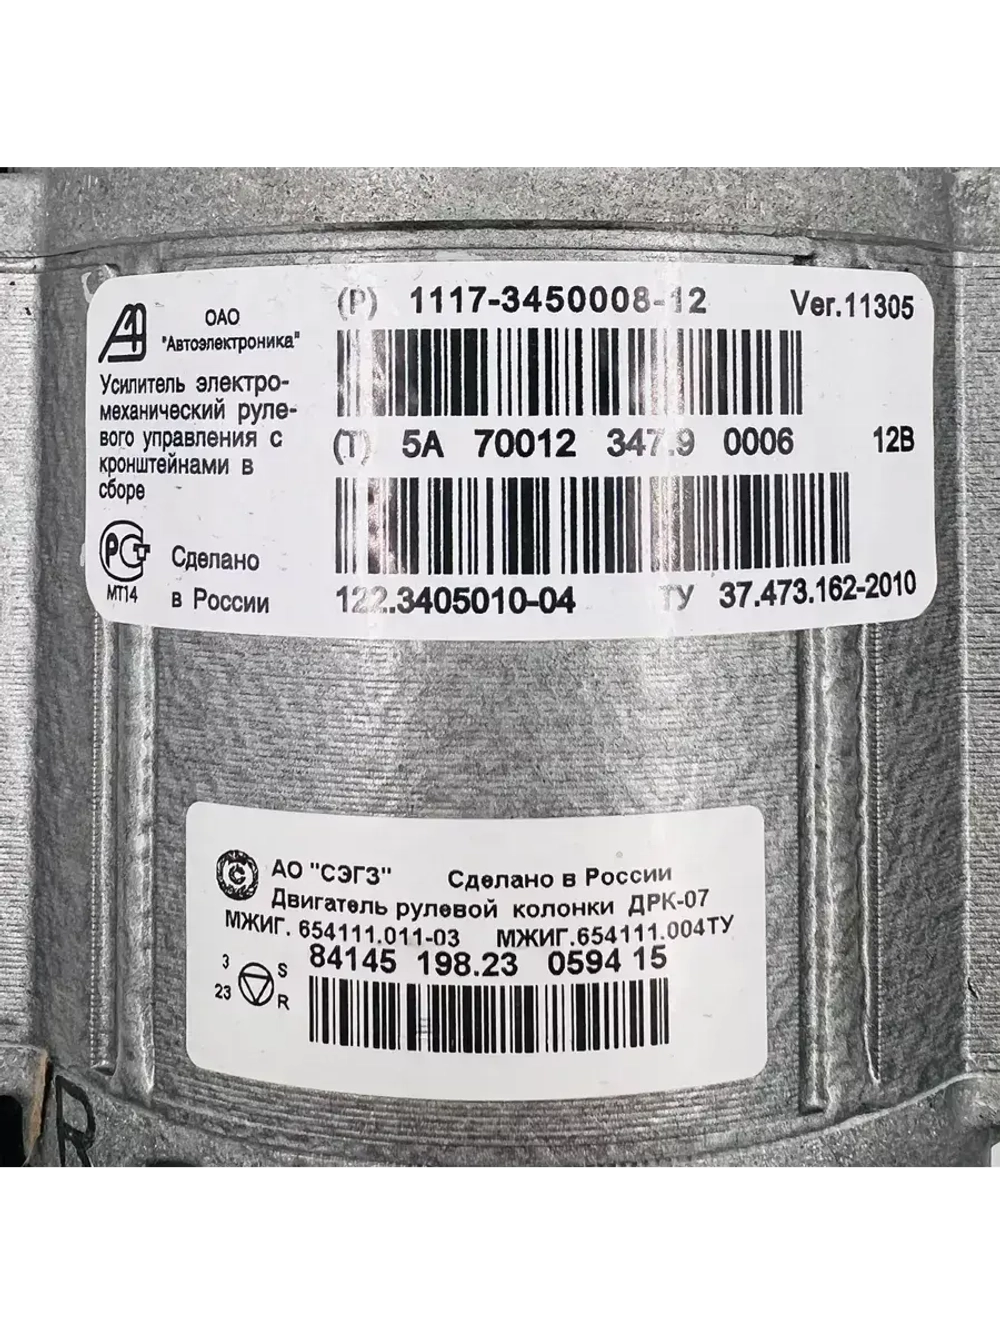 ОАО
"Автоэлектроника"
Усилитель электро-
механический руле-
вого управления с
кронштейнами в
сборе
РСТ
МТ14
Сделано
в России
(P) 1117-3450008-12 Ver.11305
(T) 5A 70012 347.9 0006 12В
122.3405010-04 ТУ 37.473.162-2010
АО "СЭГЗ" Сделано в России
Двигатель рулевой колонки ДРК-07
МЖИГ. 654111.011-03 МЖИГ.654111.004ТУ
84145 198.23 0594 15
3 S
23 R
R